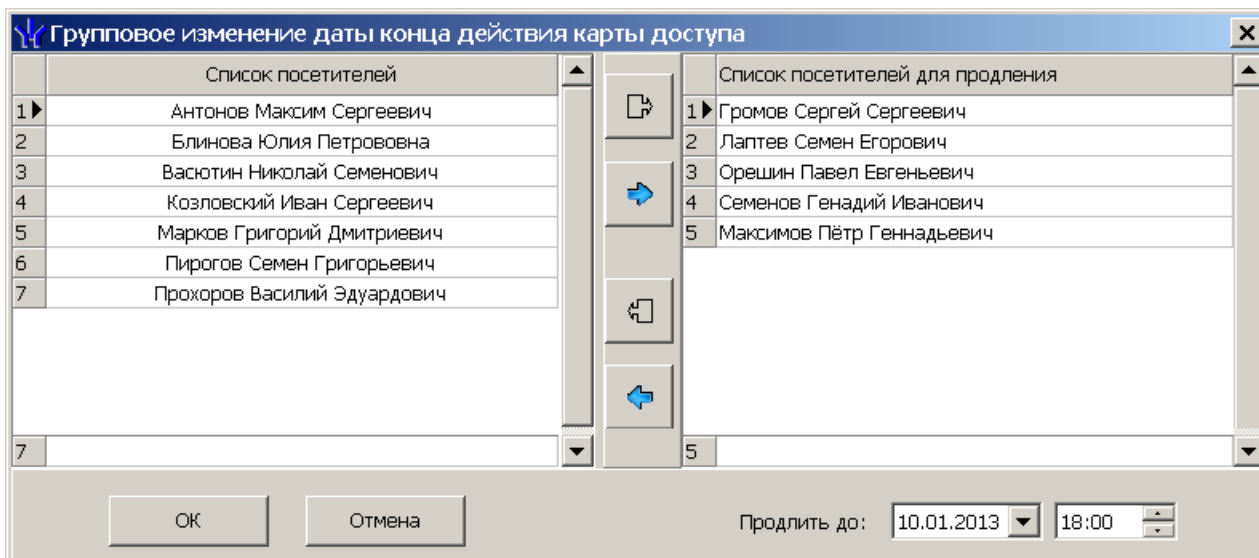 Групповое изменение даты конца действия карты доступа
Список посетителей
1 Антонов Максим Сергеевич
2 Блинова Юлия Петрововна
3 Васютин Николай Семенович
4 Козловский Иван Сергеевич
5 Марков Григорий Дмитриевич
6 Пирогов Семен Григорьевич
7 Прохоров Василий Эдуардович
7
Список посетителей для продления
1 Громов Сергей Сергеевич
2 Лаптев Семен Егорович
3 Орешин Павел Евгеньевич
4 Семенов Генадий Иванович
5 Максимов Пётр Геннадьевич
5
ОК
Отмена
Продлить до: 10.01.2013 18:00